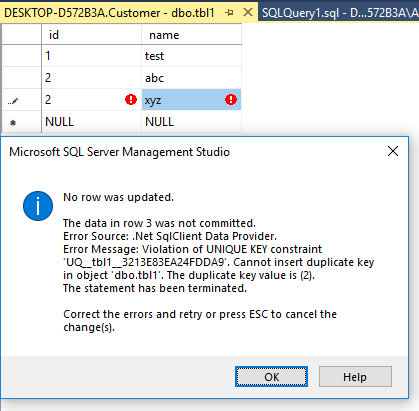 DESKTOP-D572B3A.Customer - dbo.tbl1 SQLQuery1.sql - D...572B3A\A
id name
1 test
2 abc
2 xyz
NULL NULL
Microsoft SQL Server Management Studio
No row was updated.
The data in row 3 was not committed.
Error Source: .Net SqlClient Data Provider.
Error Message: Violation of UNIQUE KEY constraint
'UQ__tbl1__3213E83EA24FDDA9'. Cannot insert duplicate key
in object 'dbo.tbl1'. The duplicate key value is (2).
The statement has been terminated.
Correct the errors and retry or press ESC to cancel the
change(s).
OK Help